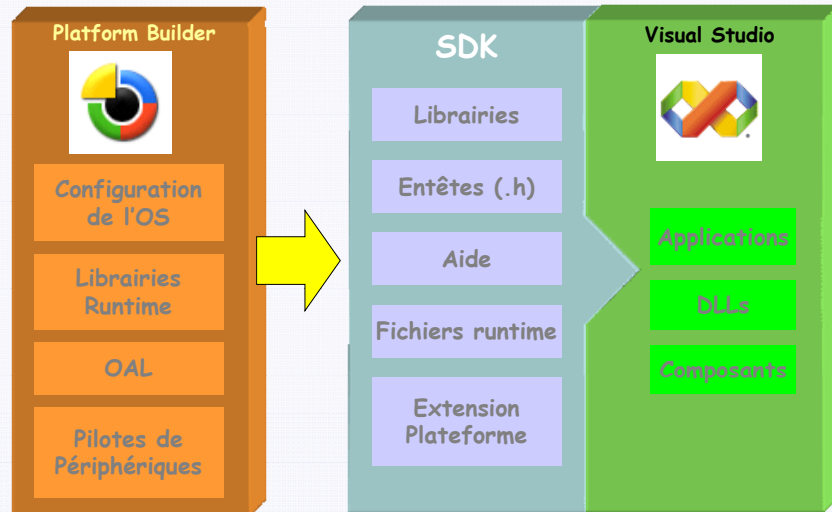 Platform Builder
Configuration
de l'OS
Librairies
Runtime
OAL
Pilotes de
Périphériques
SDK
Librairies
Entêtes (.h)
Aide
Fichiers runtime
Extension
Plateforme
Visual Studio
Applications
DLLs
Composants